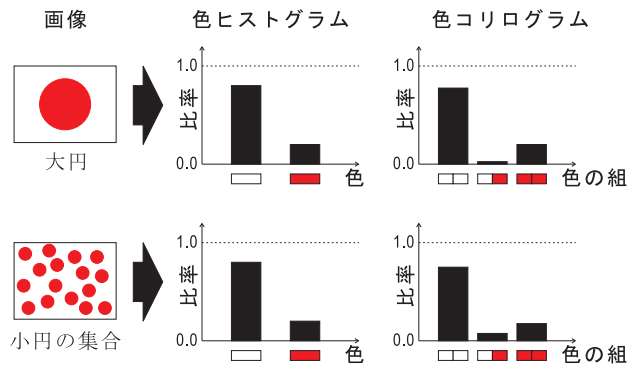 画像
色ヒストグラム
色コリログラム
大円
比率
1.0
0.0
色
比率
1.0
0.0
色の組
小円の集合
比率
1.0
0.0
色
比率
1.0
0.0
色の組